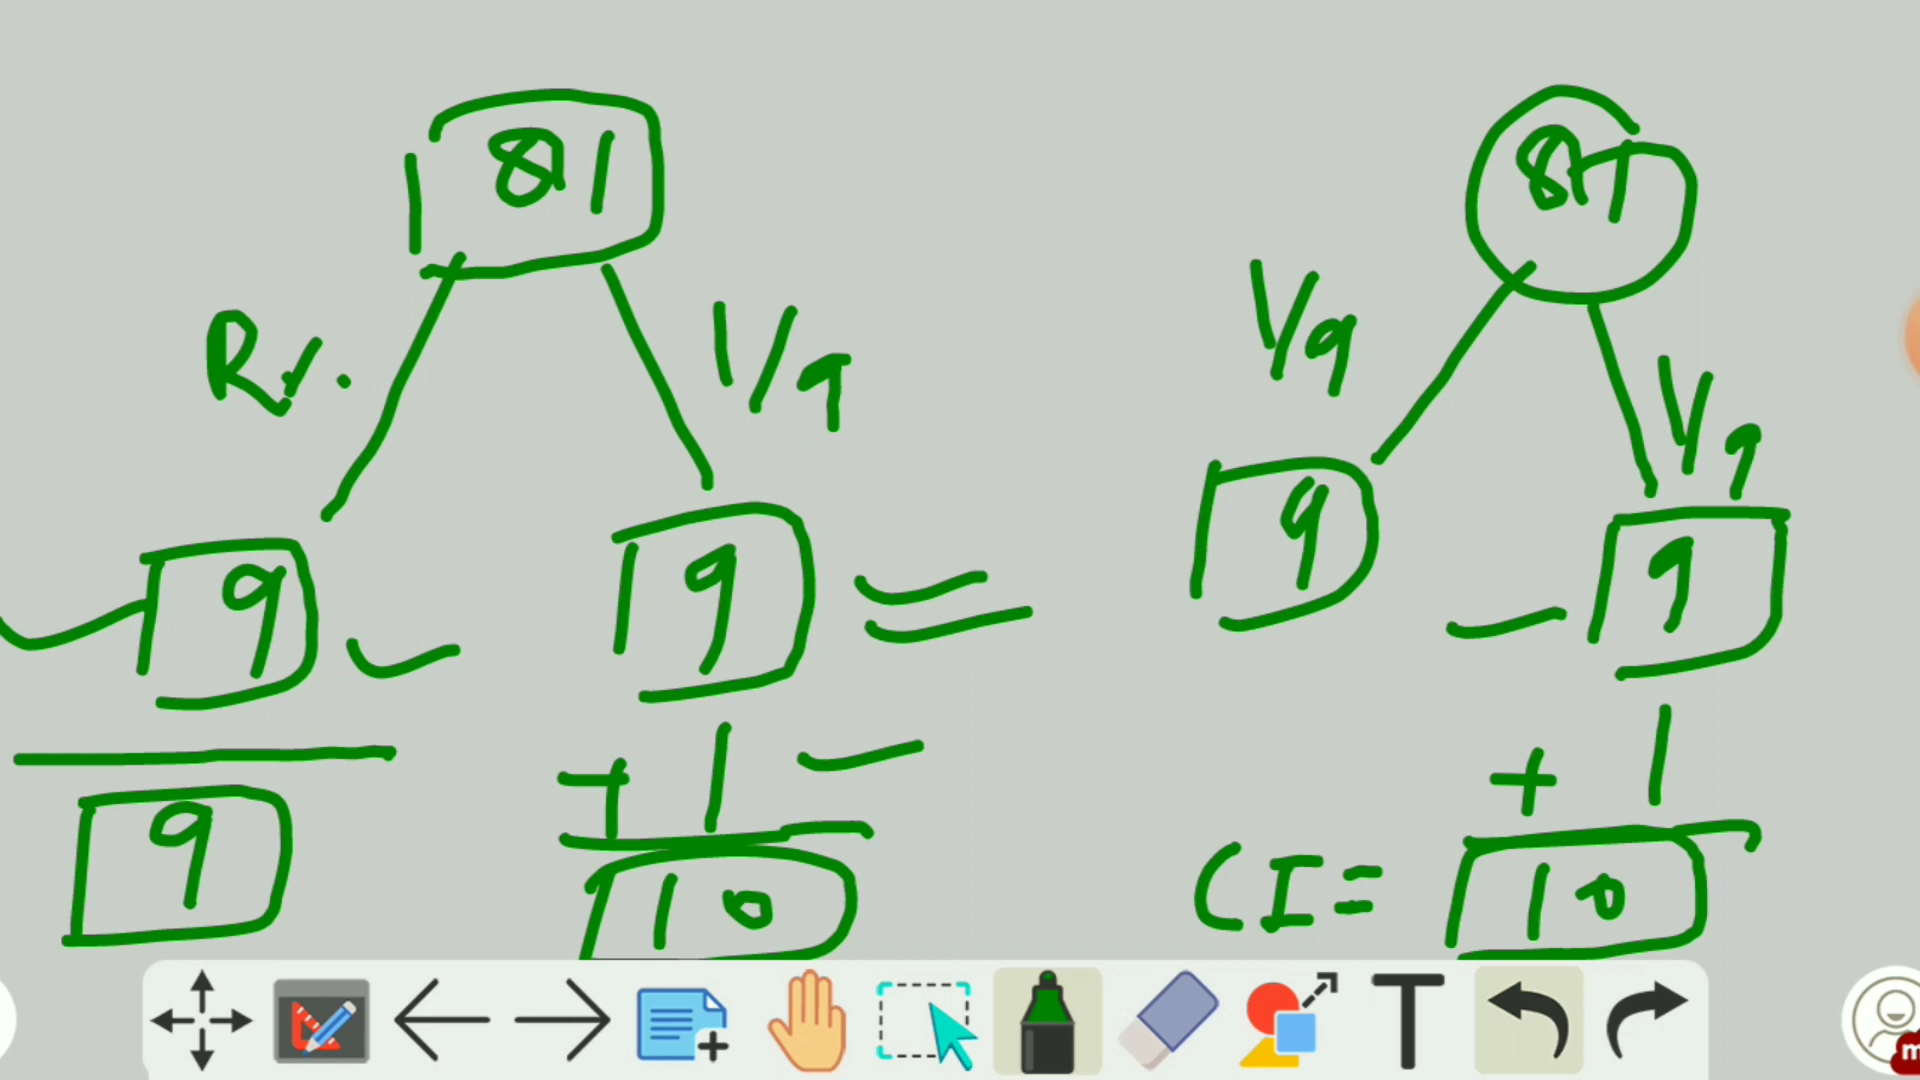 81 81
R/. 1/9 1/9 1/9
9 9 9 9
+ 1 + 1
9 10 CI = 10
T
m